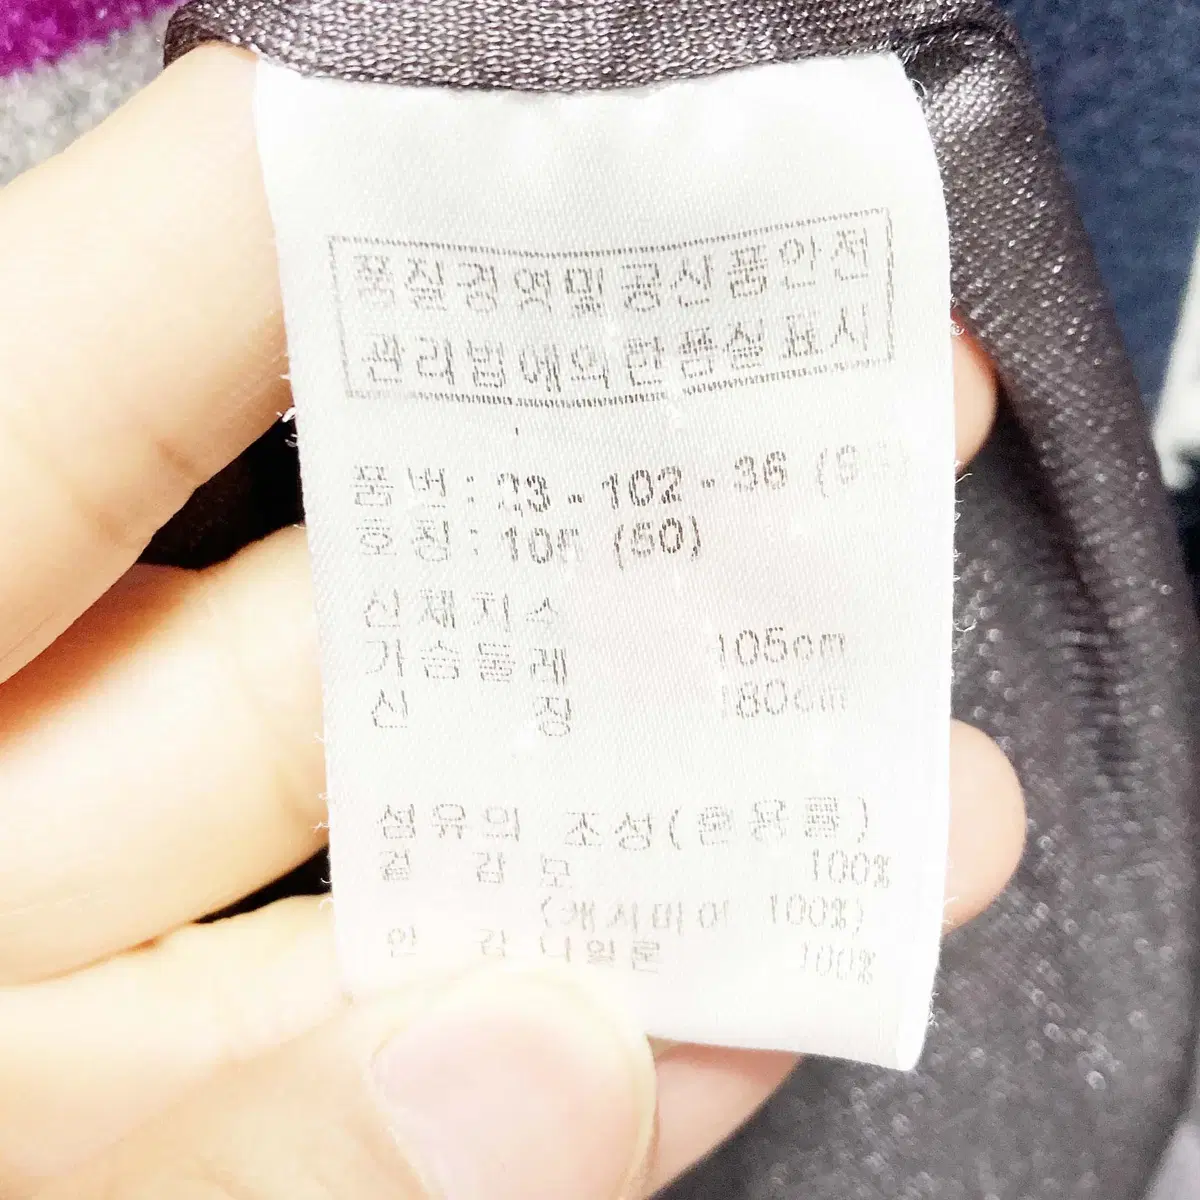 품질경영및공산품안전
관리법에의한품질표시
품번: 23-102-36
호칭: 105 (50)
신체치수
가슴둘레 105cm
신 장 180cm
섬유의 조성(혼용률)
겉 감 모 100%
(캐시미어 100%)
안 감 나일론 100%